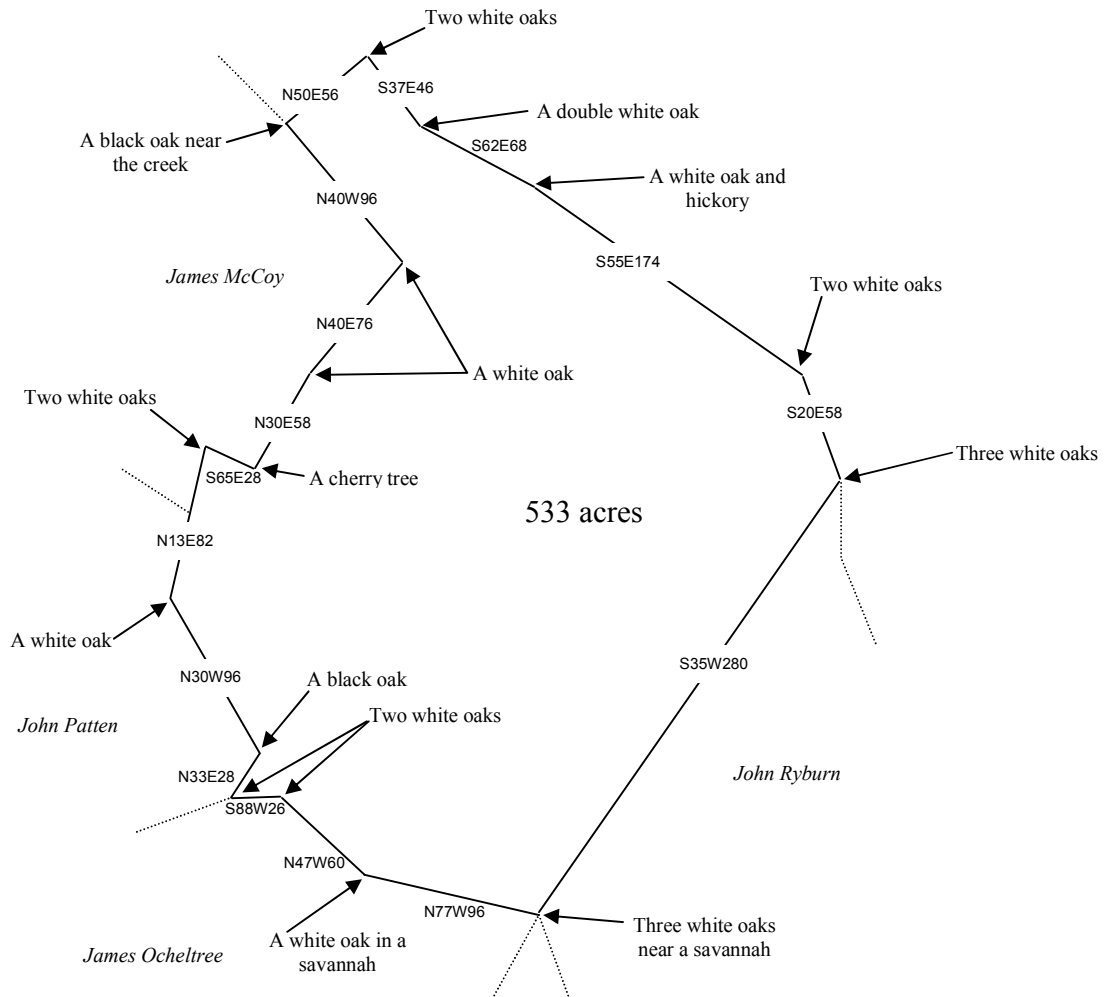 Two white oaks
S37E46
N50E56
A double white oak
A black oak near
the creek
S62E68
A white oak and
hickory
N40W96
S55E174
James McCoy
Two white oaks
N40E76
A white oak
Two white oaks
S20E58
N30E58
Three white oaks
S65E28
A cherry tree
533 acres
N13E82
A white oak
S35W280
N30W96
A black oak
Two white oaks
John Patten
N33E28
John Ryburn
S88W26
N47W60
N77W96
Three white oaks
near a savannah
A white oak in a
savannah
James Ocheltree